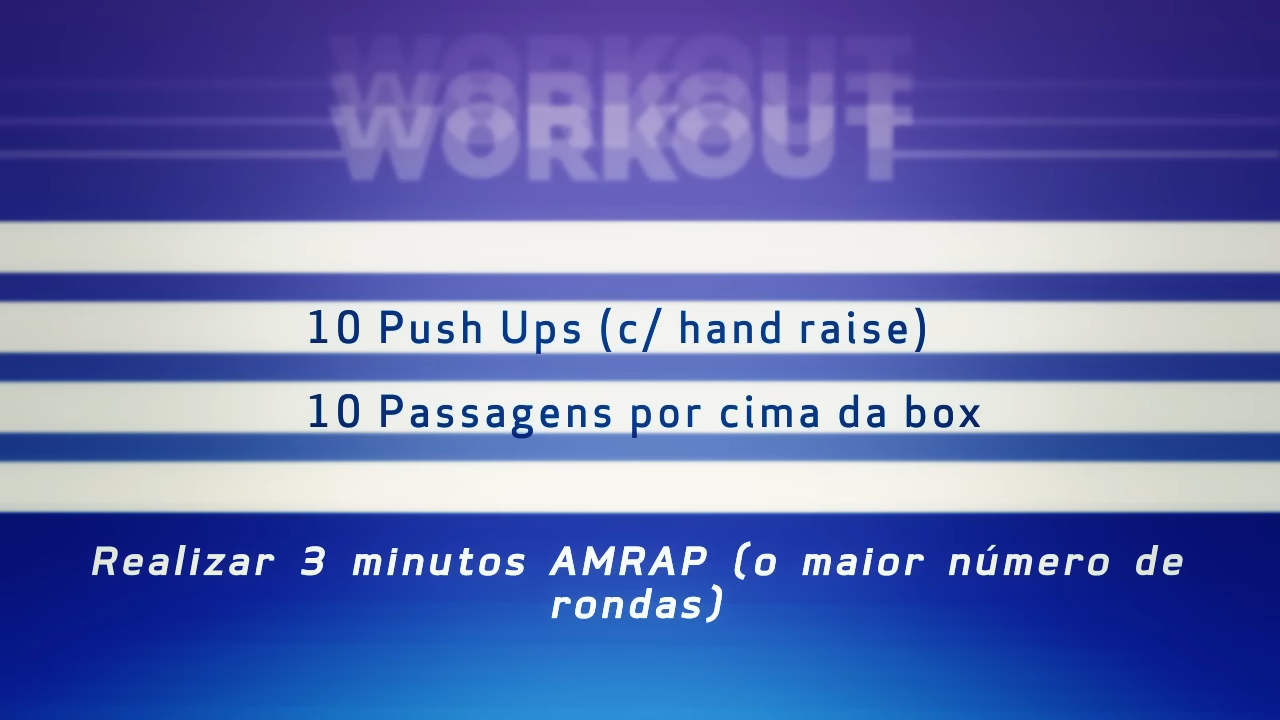 WORKOUT
10 Push Ups (c/ hand raise)
10 Passagens por cima da box
Realizar 3 minutos AMRAP (o maior número de
rondas)